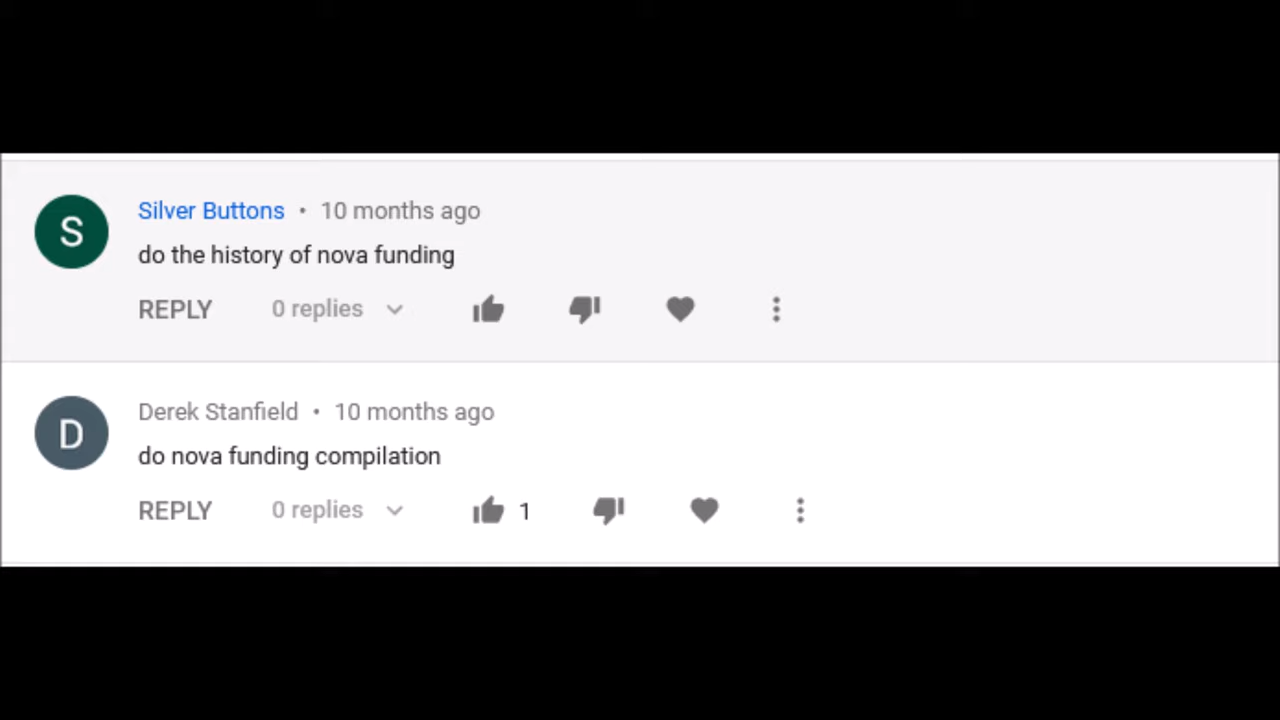 S
Silver Buttons • 10 months ago
do the history of nova funding
REPLY 0 replies
D
Derek Stanfield • 10 months ago
do nova funding compilation
REPLY 0 replies 1